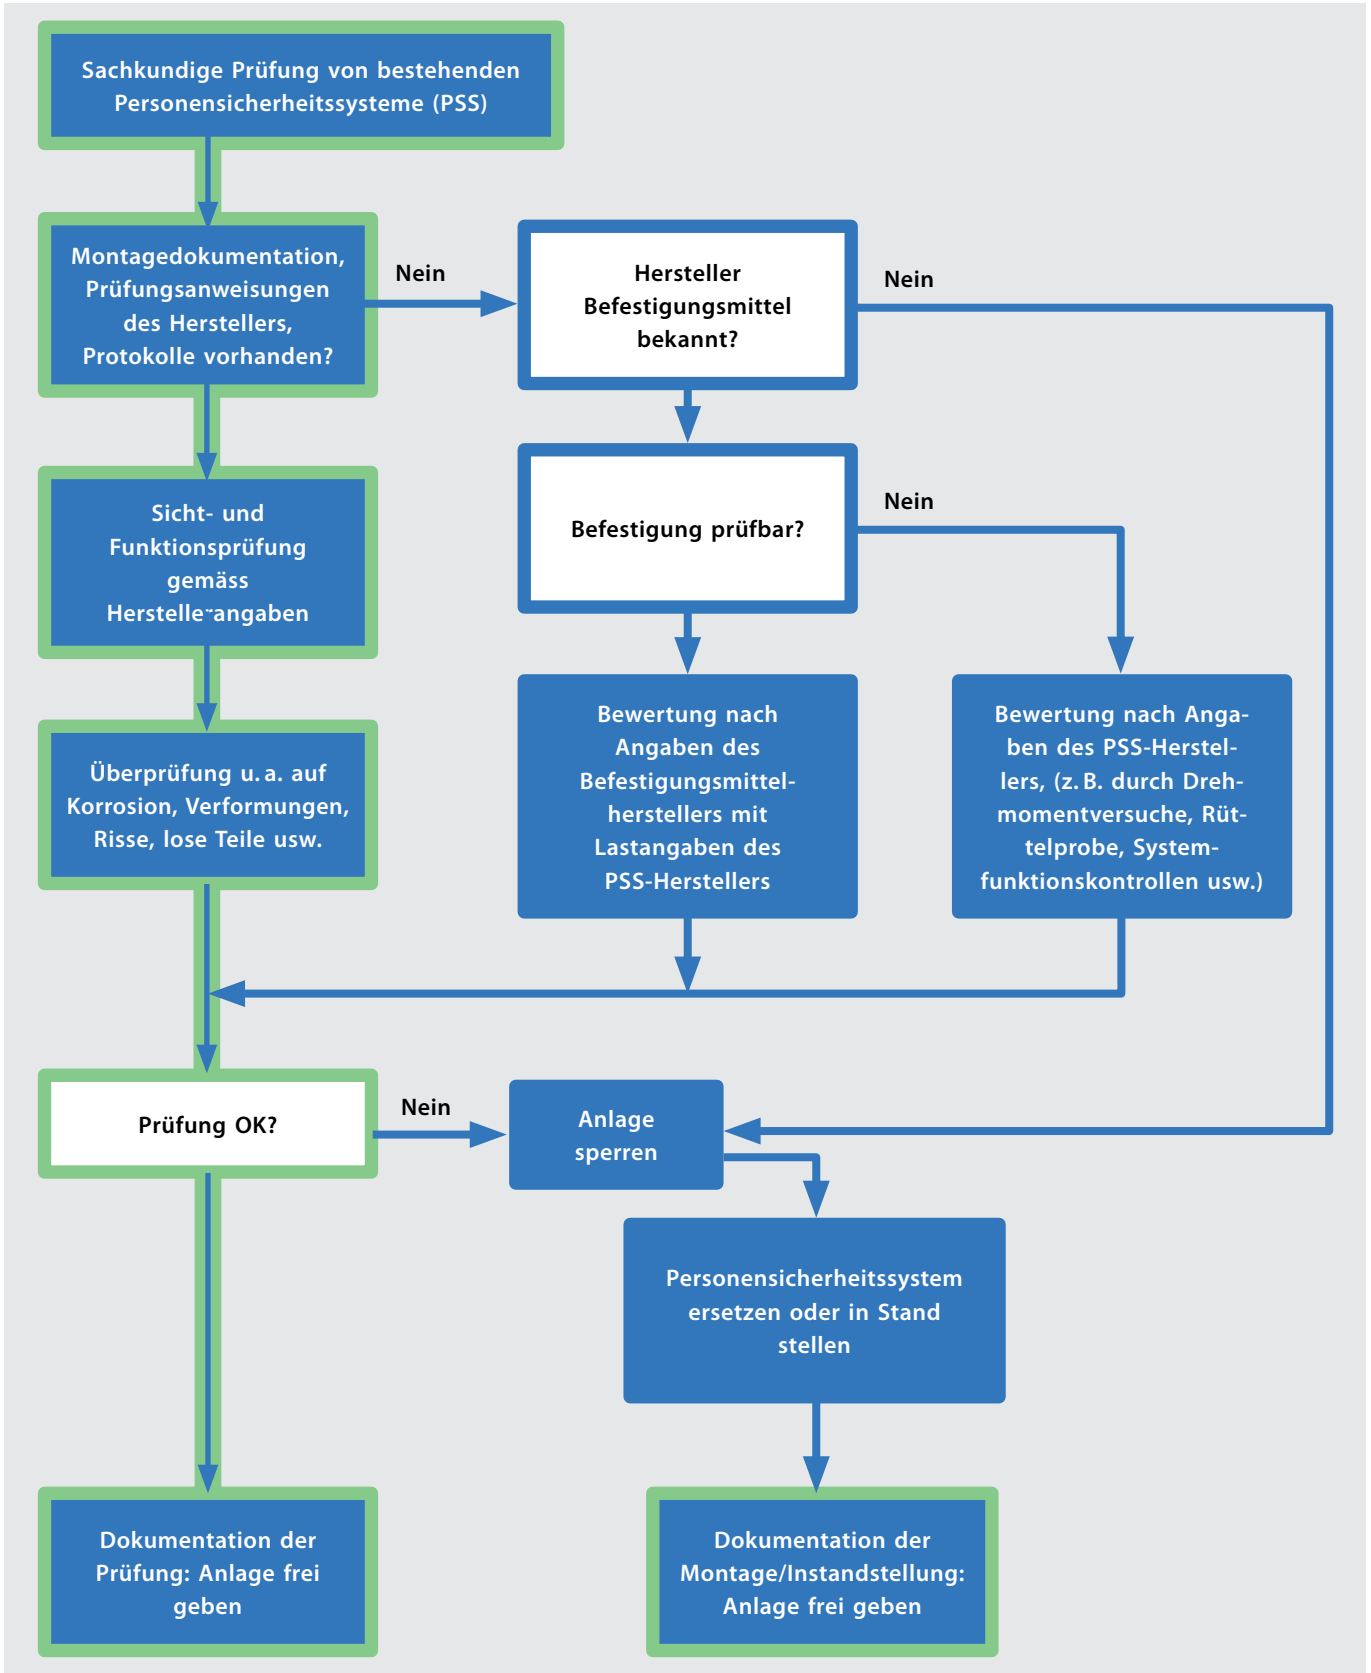 Sachkundige Prüfung von bestehenden
Personensicherheitssysteme (PSS)
Montagedokumentation,
Prüfungsanweisungen
des Herstellers,
Protokolle vorhanden?
Nein
Hersteller
Befestigungsmittel
bekannt?
Nein
Sicht- und
Funktionsprüfung
gemäss
Herstellerangaben
Befestigung prüfbar?
Nein
Überprüfung u. a. auf
Korrosion, Verformungen,
Risse, lose Teile usw.
Bewertung nach
Angaben des
Befestigungsmittel-
herstellers mit
Lastangaben des
PSS-Herstellers
Bewertung nach Anga-
ben des PSS-Herstel-
lers, (z. B. durch Dreh-
momentversuche, Rüt-
telprobe, System-
funktionskontrollen usw.)
Prüfung OK?
Nein
Anlage
sperren
Personensicherheitssystem
ersetzen oder in Stand
stellen
Dokumentation der
Prüfung: Anlage frei
geben
Dokumentation der
Montage/Instandstellung:
Anlage frei geben